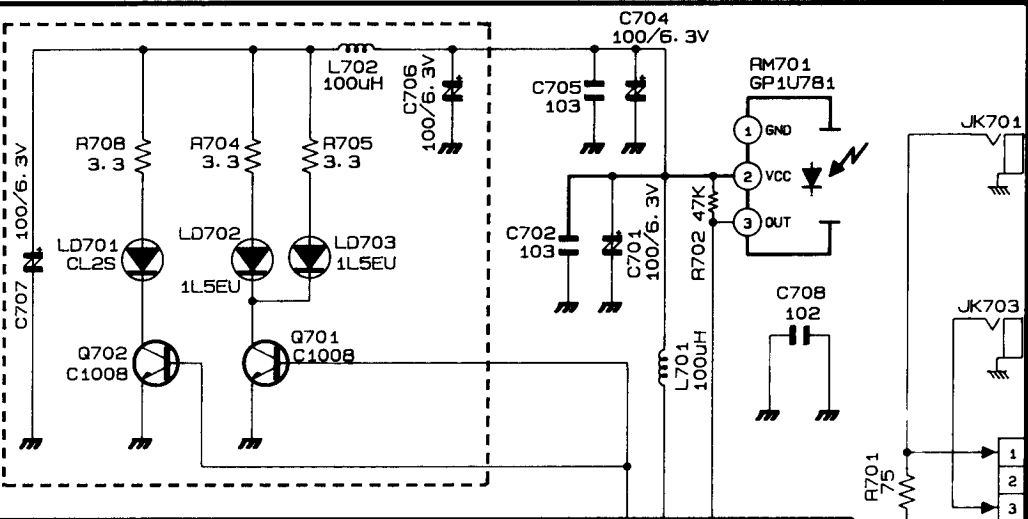 C704
100/6.3V
L702
100uH
C706
100/6.3V
C705
103
RM701
GP1U781
1 GND
2 VCC
3 OUT
JK701
R708
3.3
R704
3.3
R705
3.3
C707 100/6.3V
LD701
CL2S
LD702
1L5EU
LD703
1L5EU
C702
103
C701
100/6.3V
R702 47K
C708
102
JK703
Q702
C1008
Q701
C1008
L701
100uH
R701
75
1
2
3